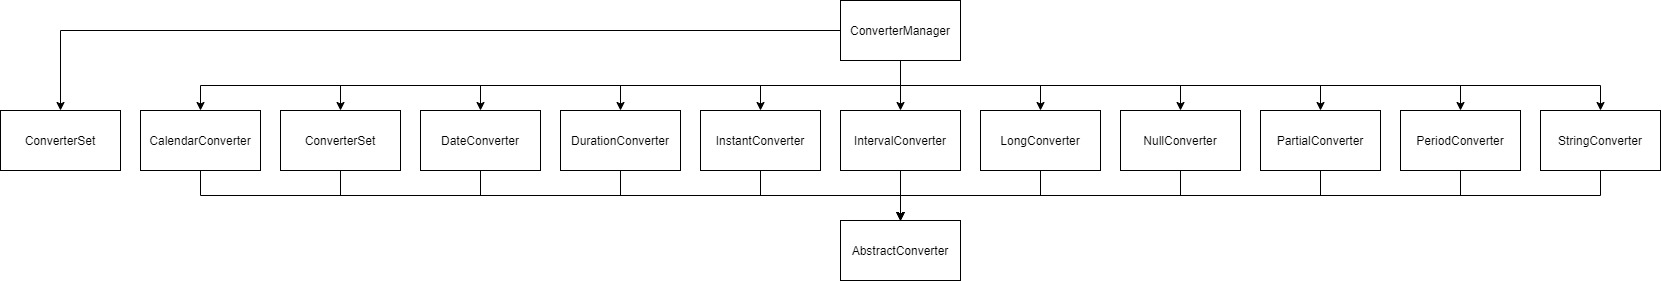 ConverterManager
ConverterSet
CalendarConverter
ConverterSet
DateConverter
DurationConverter
InstantConverter
IntervalConverter
LongConverter
NullConverter
PartialConverter
PeriodConverter
StringConverter
AbstractConverter